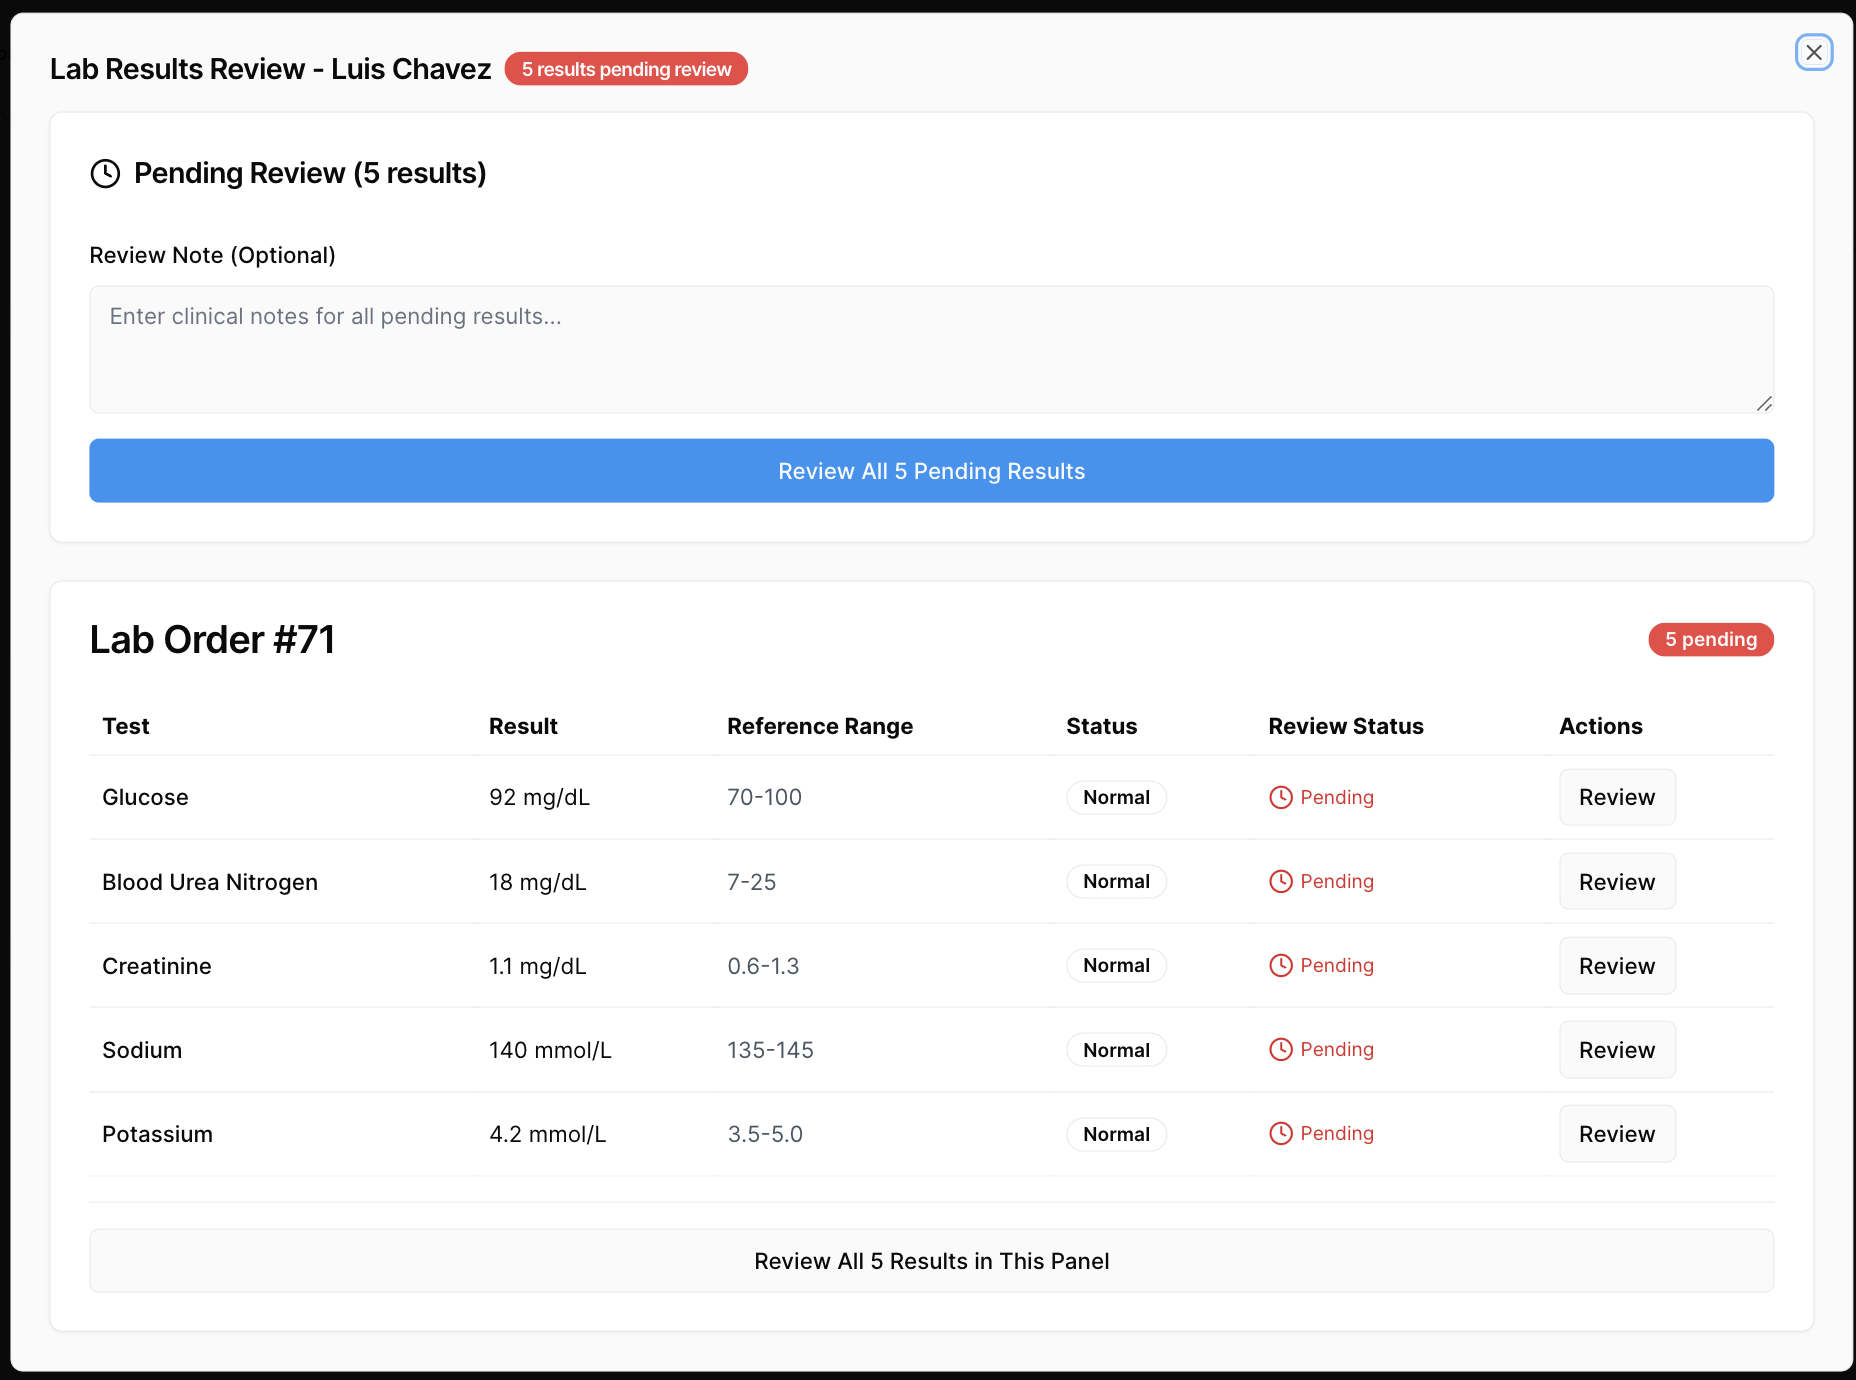 Lab Results Review - Luis Chavez 5 results pending review
Pending Review (5 results)
Review Note (Optional)
Enter clinical notes for all pending results...
Review All 5 Pending Results
Lab Order #71 5 pending
Test Result Reference Range Status Review Status Actions
Glucose 92 mg/dL 70-100 Normal Pending Review
Blood Urea Nitrogen 18 mg/dL 7-25 Normal Pending Review
Creatinine 1.1 mg/dL 0.6-1.3 Normal Pending Review
Sodium 140 mmol/L 135-145 Normal Pending Review
Potassium 4.2 mmol/L 3.5-5.0 Normal Pending Review
Review All 5 Results in This Panel